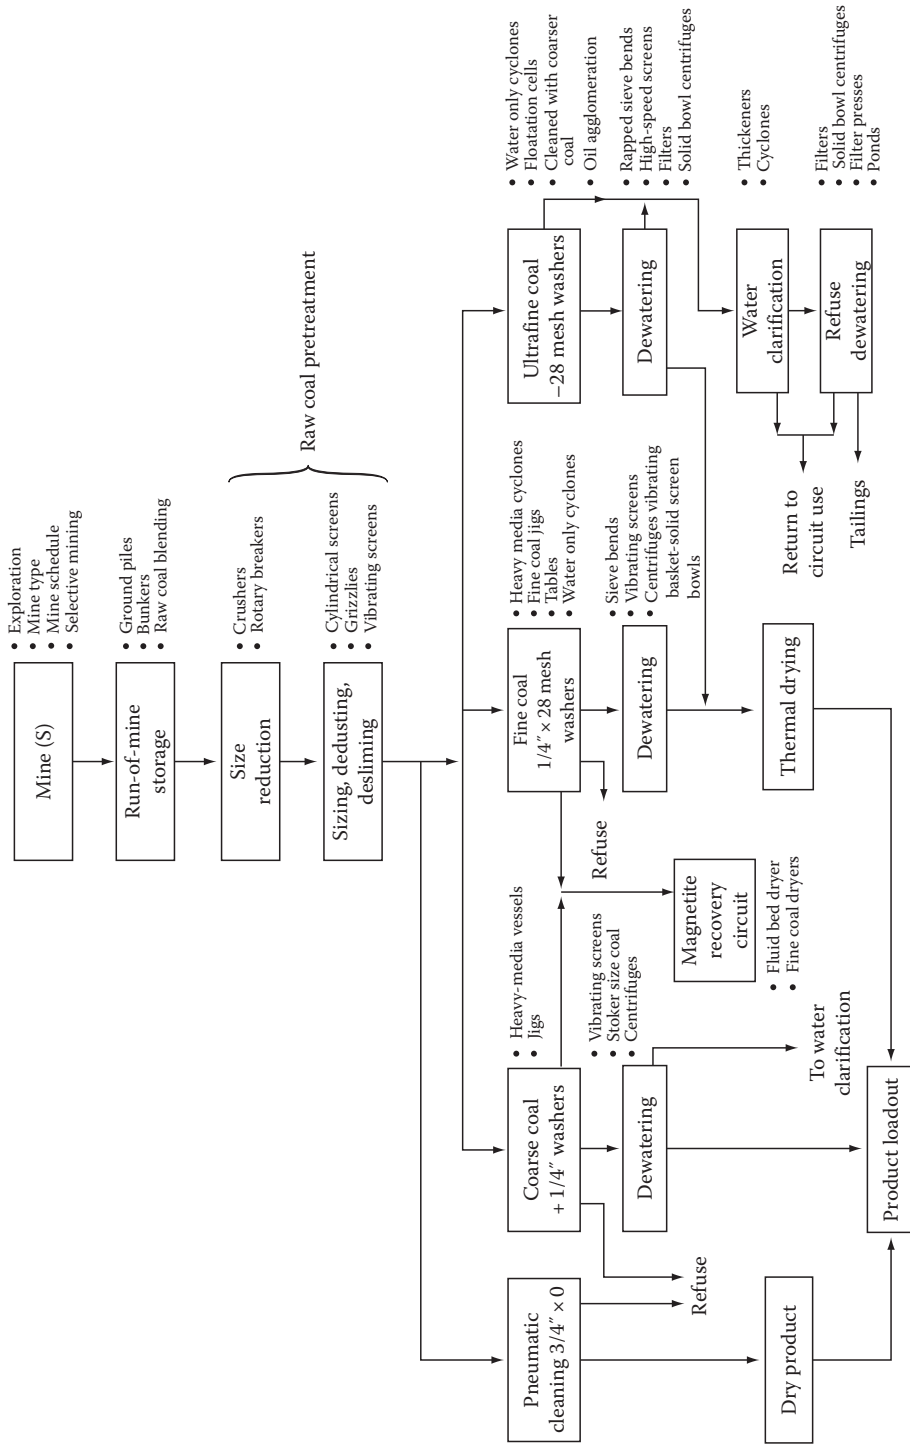 Mine (S)
• Exploration
• Mine type
• Mine schedule
• Selective mining
Run-of-mine
storage
• Ground piles
• Bunkers
• Raw coal blending
Size
reduction
• Crushers
• Rotary breakers
Sizing, dedusting,
desliming
• Cylindrical screens
• Grizzlies
• Vibrating screens
Raw coal pretreatment
Pneumatic
cleaning 3/4″ × 0
Coarse coal
+ 1/4″ washers
• Heavy-media vessels
• Jigs
Fine coal
1/4″ × 28 mesh
washers
• Heavy media cyclones
• Fine coal jigs
• Tables
• Water only cyclones
Ultrafine coal
−28 mesh washers
• Water only cyclones
• Floatation cells
• Cleaned with coarser
coal
• Oil agglomeration
Refuse
Dewatering
• Vibrating screens
• Stoker size coal
• Centrifuges
Refuse
Dewatering
• Sieve bends
• Vibrating screens
• Centrifuges vibrating
basket-solid screen
bowls
Dewatering
• Rapped sieve bends
• High-speed screens
• Filters
• Solid bowl centrifuges
Magnetite
recovery
circuit
Water
clarification
• Thickeners
• Cyclones
Dry product
To water
clarification
• Fluid bed dryer
• Fine coal dryers
Thermal drying
Return to
circuit use
Tailings
Refuse
dewatering
• Filters
• Solid bowl centrifuges
• Filter presses
• Ponds
Product loadout